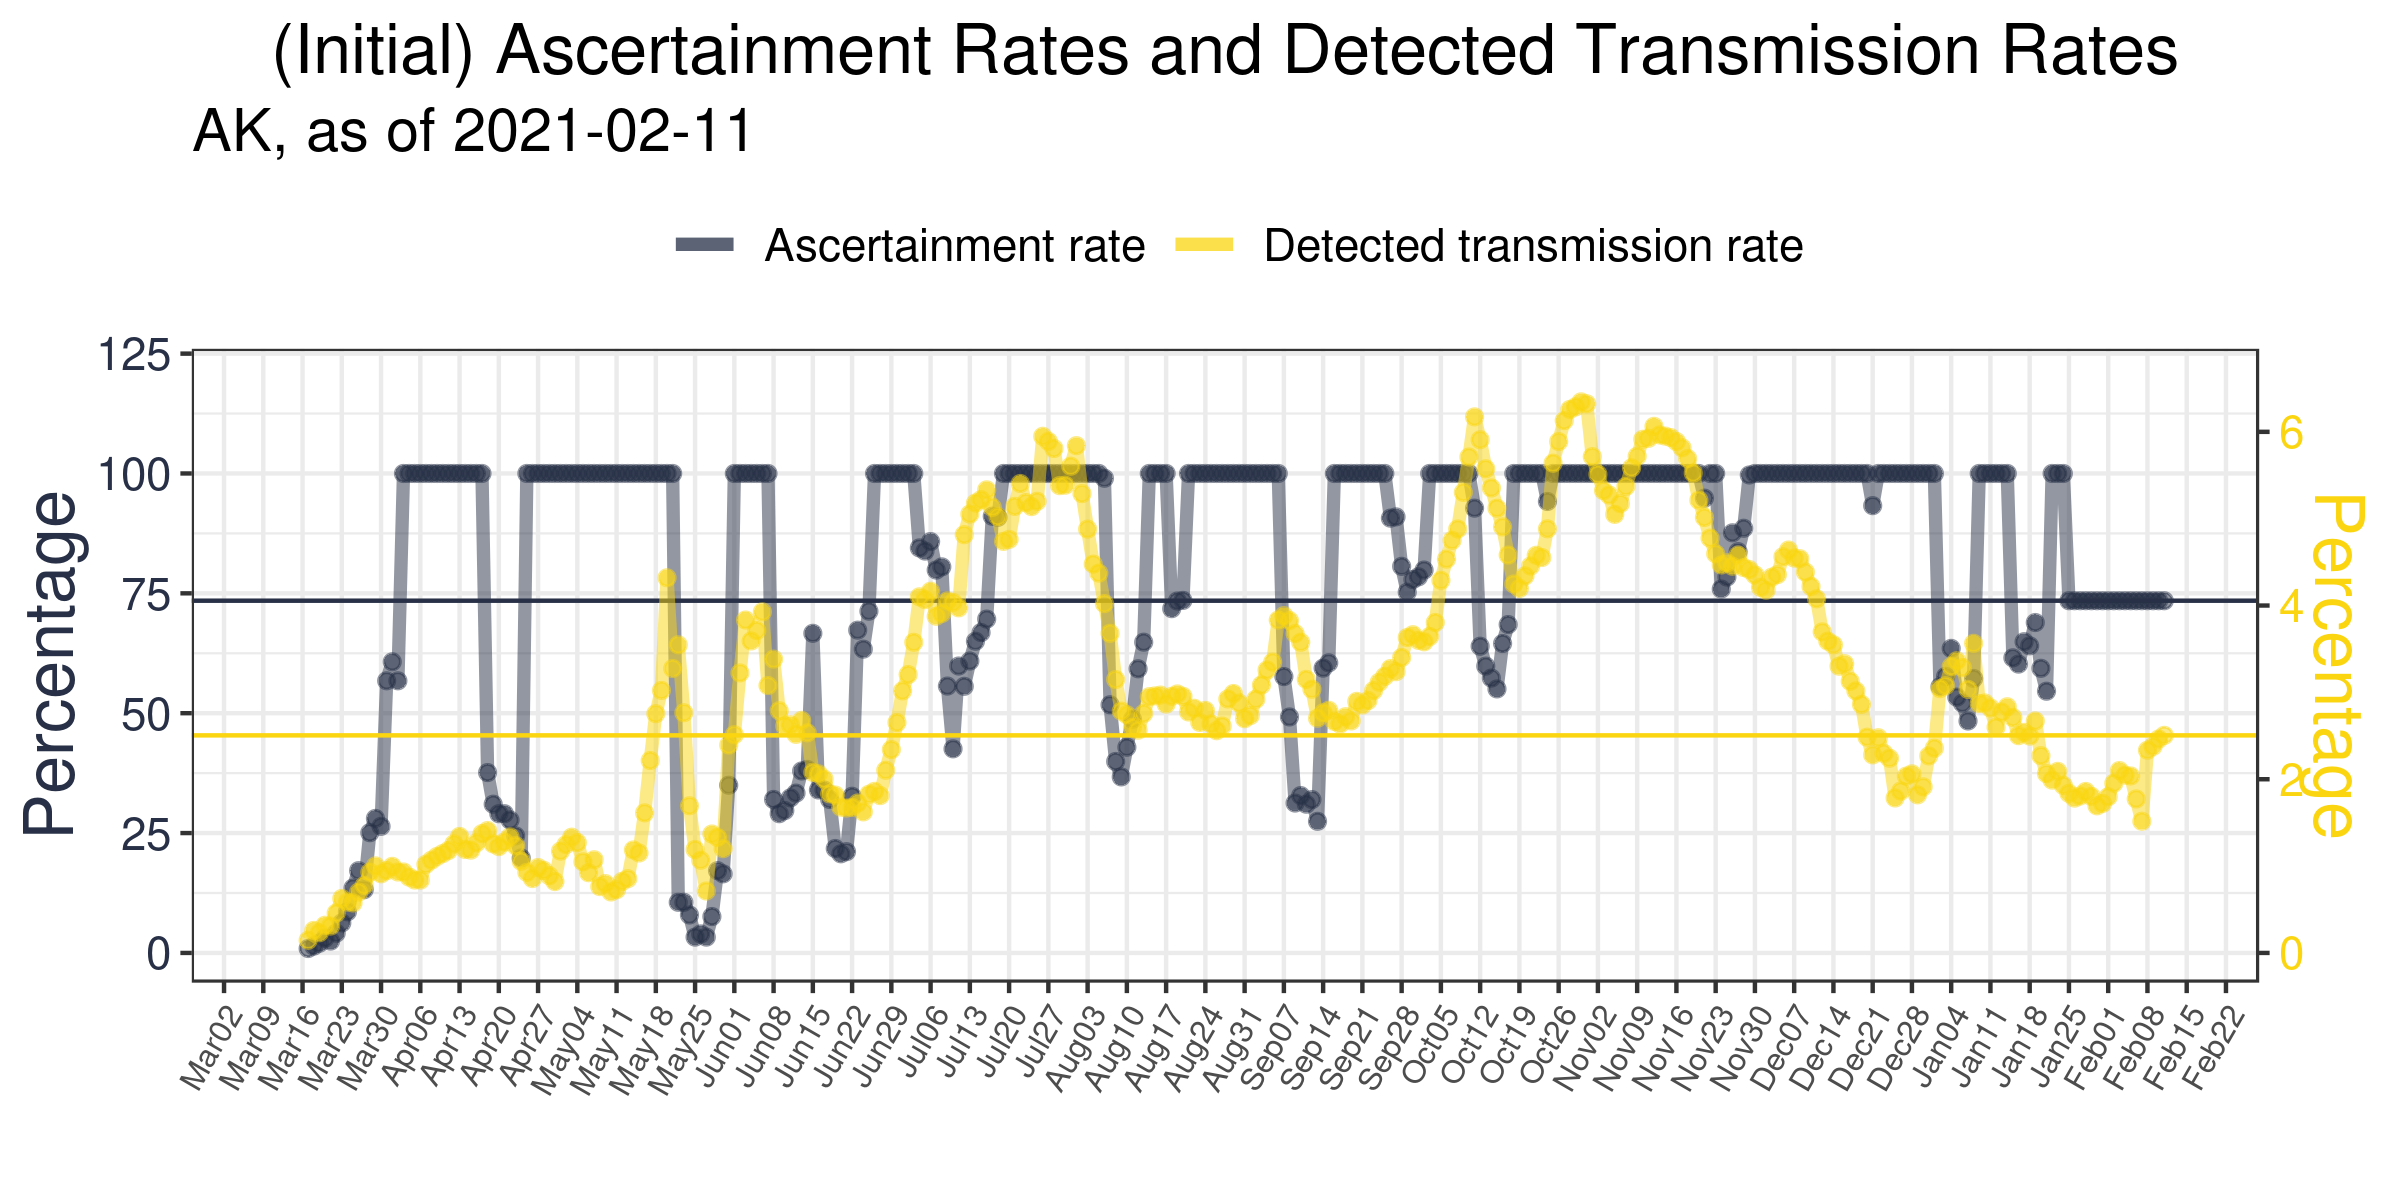 (Initial) Ascertainment Rates and Detected Transmission Rates
AK, as of 2021-02-11
Ascertainment rate
Detected transmission rate
125
100
75
50
25
0
Percentage
6
4
2
0
Percentage
Mar02
Mar09
Mar16
Mar23
Mar30
Apr06
Apr13
Apr20
Apr27
May04
May11
May18
May25
Jun01
Jun08
Jun15
Jun22
Jun29
Jul06
Jul13
Jul20
Jul27
Aug03
Aug10
Aug17
Aug24
Aug31
Sep07
Sep14
Sep21
Sep28
Oct05
Oct12
Oct19
Oct26
Nov02
Nov09
Nov16
Nov23
Nov30
Dec07
Dec14
Dec21
Dec28
Jan04
Jan11
Jan18
Jan25
Feb01
Feb08
Feb15
Feb22